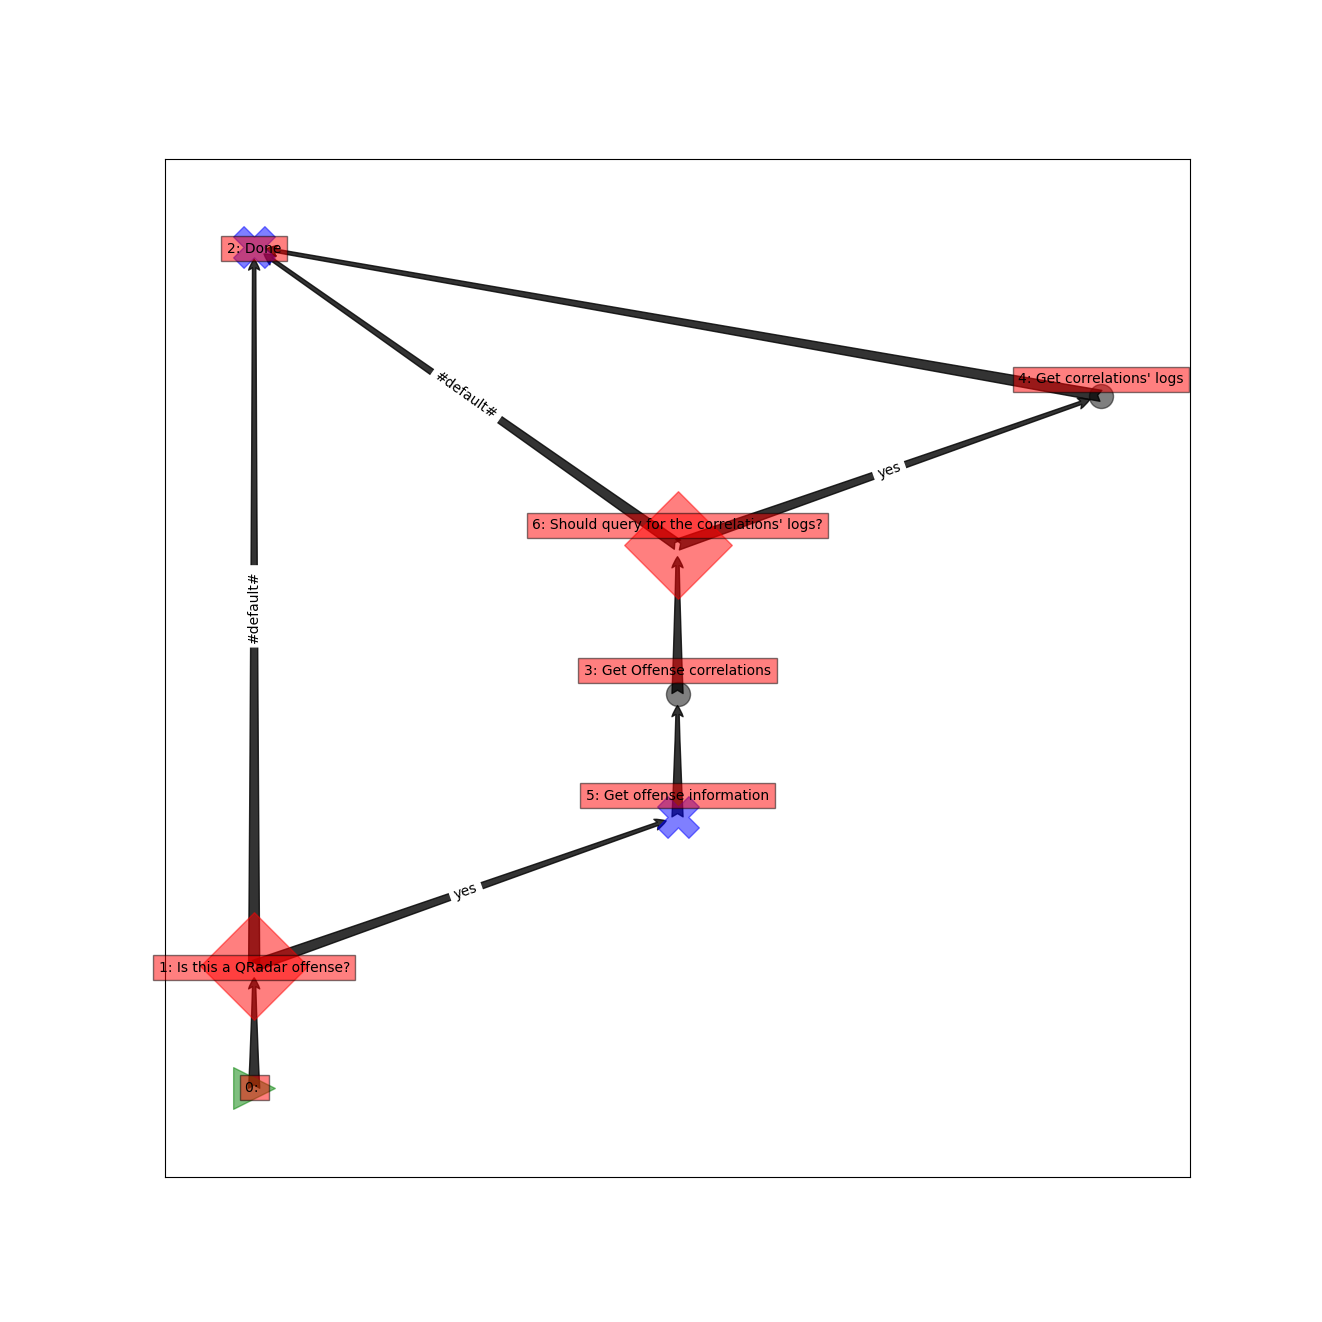 2: Done
4: Get correlations' logs
#default#
yes
6: Should query for the correlations' logs?
#default#
3: Get Offense correlations
5: Get offense information
yes
1: Is this a QRadar offense?
0: